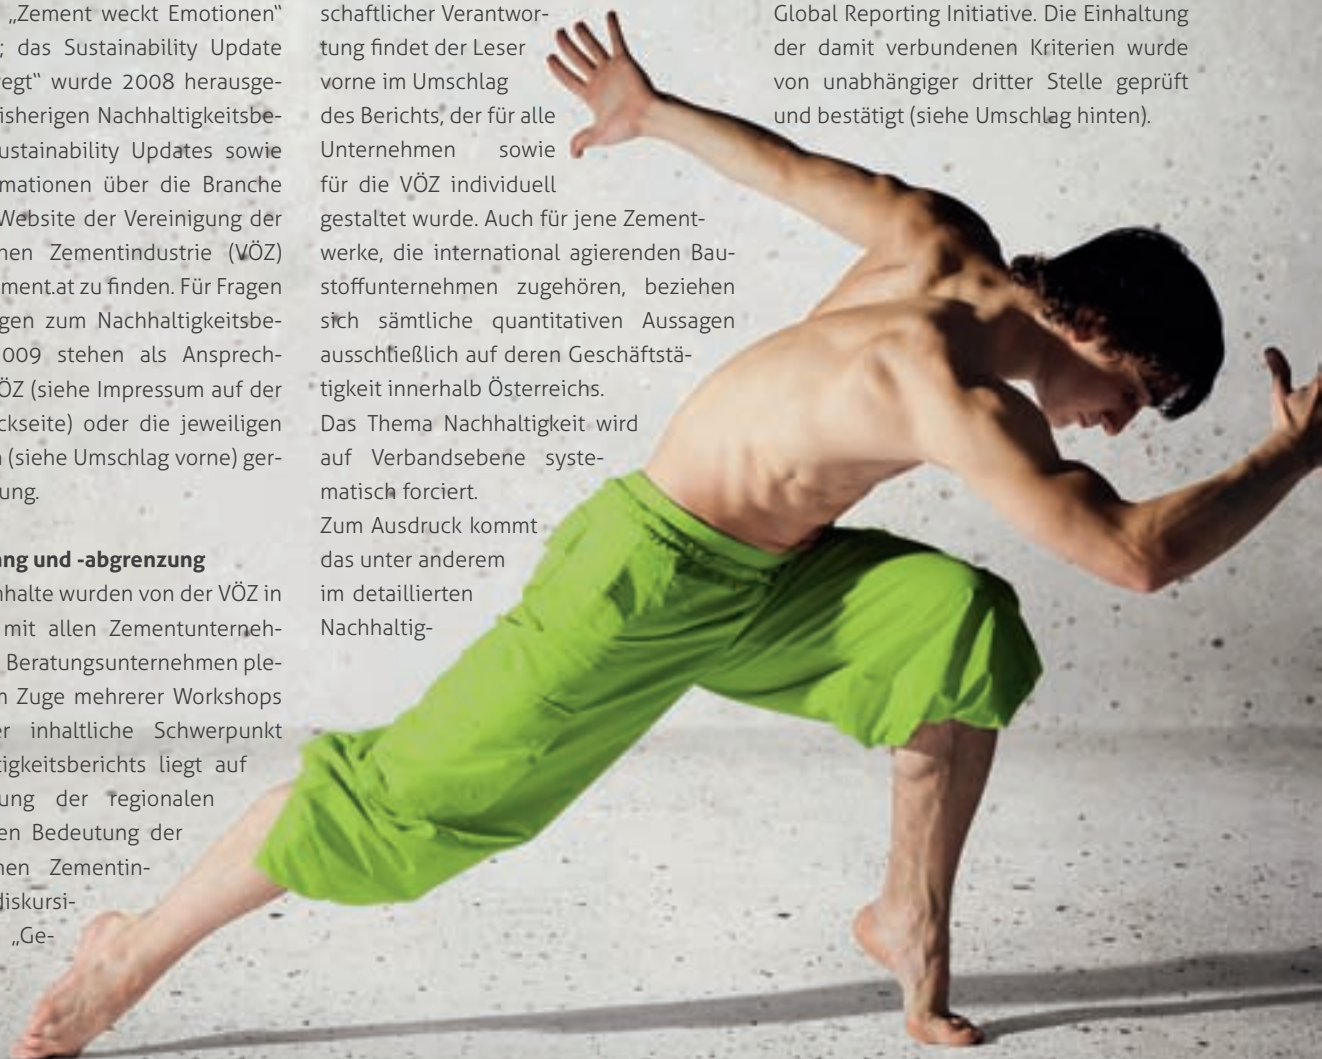 „Zement weckt Emotionen“
; das Sustainability Update
egt“ wurde 2008 herausge-
isherigen Nachhaltigkeitsbe-
ustainability Updates sowie
mationen über die Branche
Website der Vereinigung der
nen Zementindustrie (VÖZ)
ment.at zu finden. Für Fragen
gen zum Nachhaltigkeitsbe-
009 stehen als Ansprech-
ÖZ (siehe Impressum auf der
ckseite) oder die jeweiligen
(siehe Umschlag vorne) ger-
ung.
ang und -abgrenzung
nhalte wurden von der VÖZ in
mit allen Zementunterneh-
Beratungsunternehmen ple-
m Zuge mehrerer Workshops
er inhaltliche Schwerpunkt
tigkeitsberichts liegt auf
ung der regionalen
en Bedeutung der
nen Zementin-
diskursi-
„Ge-
schaftlicher Verantwor-
tung findet der Leser
vorne im Umschlag
des Berichts, der für alle
Unternehmen sowie
für die VÖZ individuell
gestaltet wurde. Auch für jene Zement-
werke, die international agierenden Bau-
stoffunternehmen zugehören, beziehen
sich sämtliche quantitativen Aussagen
ausschließlich auf deren Geschäftstä-
tigkeit innerhalb Österreichs.
Das Thema Nachhaltigkeit wird
auf Verbandsebene syste-
matisch forciert.
Zum Ausdruck kommt
das unter anderem
im detaillierten
Nachhaltig-
Global Reporting Initiative. Die Einhaltung
der damit verbundenen Kriterien wurde
von unabhängiger dritter Stelle geprüft
und bestätigt (siehe Umschlag hinten).